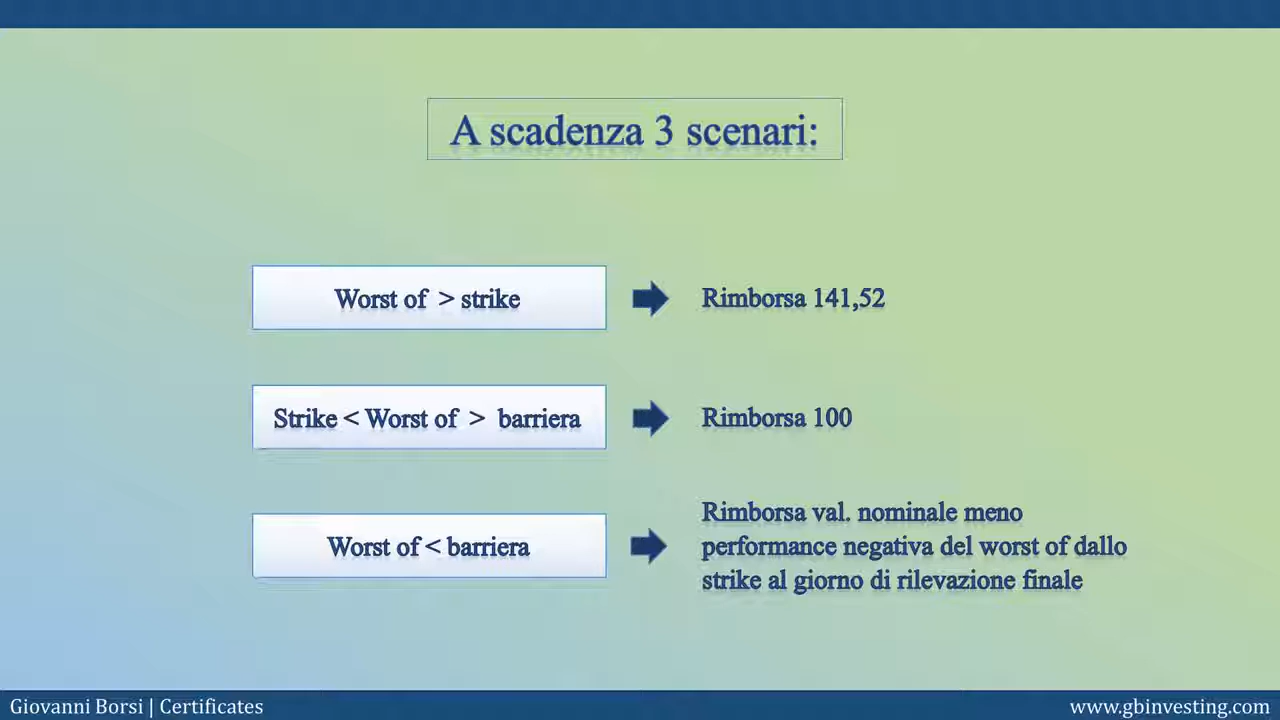 A scadenza 3 scenari:
Worst of > strike
Rimborsa 141,52
Strike < Worst of > barriera
Rimborsa 100
Worst of < barriera
Rimborsa val. nominale meno
performance negativa del worst of dallo
strike al giorno di rilevazione finale
Giovanni Borsi | Certificates
www.gbinvesting.com